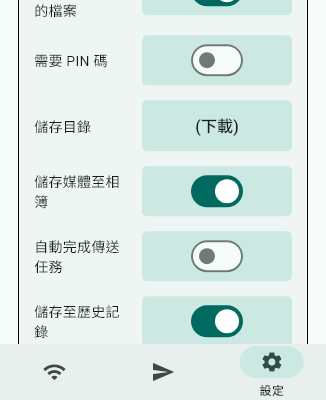 的檔案
需要 PIN 碼
儲存目錄
(下載)
儲存媒體至相
簿
自動完成傳送
任務
儲存至歷史記
錄
設定